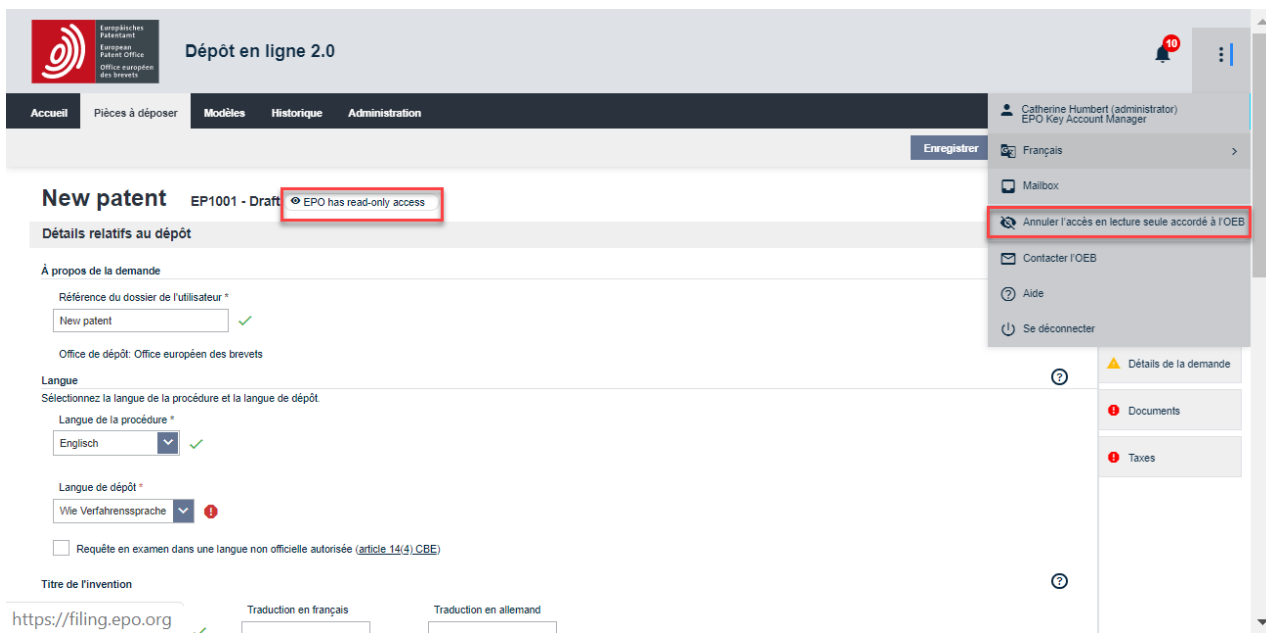 Europäisches
Patentamt
European
Patent Office
Office européen
des brevets
Dépôt en ligne 2.0
10
Accueil
Pièces à déposer
Modèles
Historique
Administration
Catherine Humbert (administrator)
EPO Key Account Manager
Enregistrer
Français
Mailbox
New patent
EP1001 - Draft
EPO has read-only access
Annuler l'accès en lecture seule accordé à l'OEB
Détails relatifs au dépôt
Contacter l'OEB
À propos de la demande
Aide
Référence du dossier de l'utilisateur *
New patent
Se déconnecter
Office de dépôt: Office européen des brevets
Détails de la demande
Langue
Sélectionnez la langue de la procédure et la langue de dépôt.
Documents
Langue de la procédure *
Englisch
Taxes
Langue de dépôt *
Wie Verfahrenssprache
Requête en examen dans une langue non officielle autorisée (article 14(4) CBE)
Titre de l'invention
Traduction en français
Traduction en allemand
https://filing.epo.org